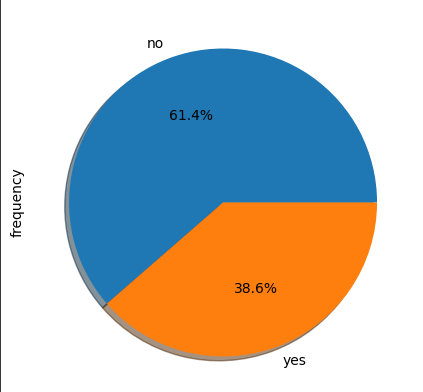 no
61.4%
frequency
38.6%
yes